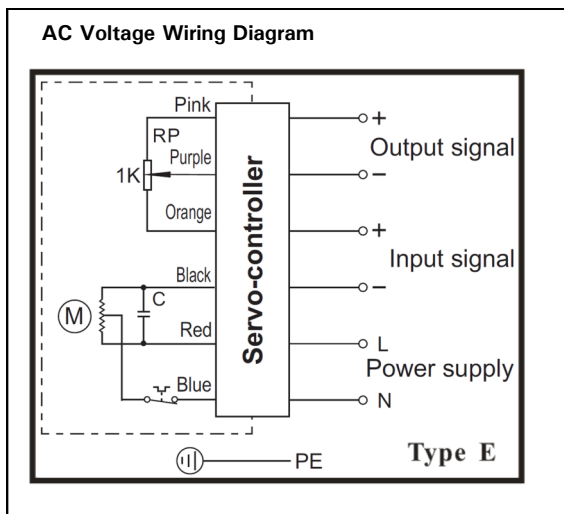 AC Voltage Wiring Diagram
Pink
RP
Purple
1K
Orange
Black
C
M
Red
Blue
Servo-controller
+
Output signal
−
+
Input signal
−
L
Power supply
N
PE
Type E